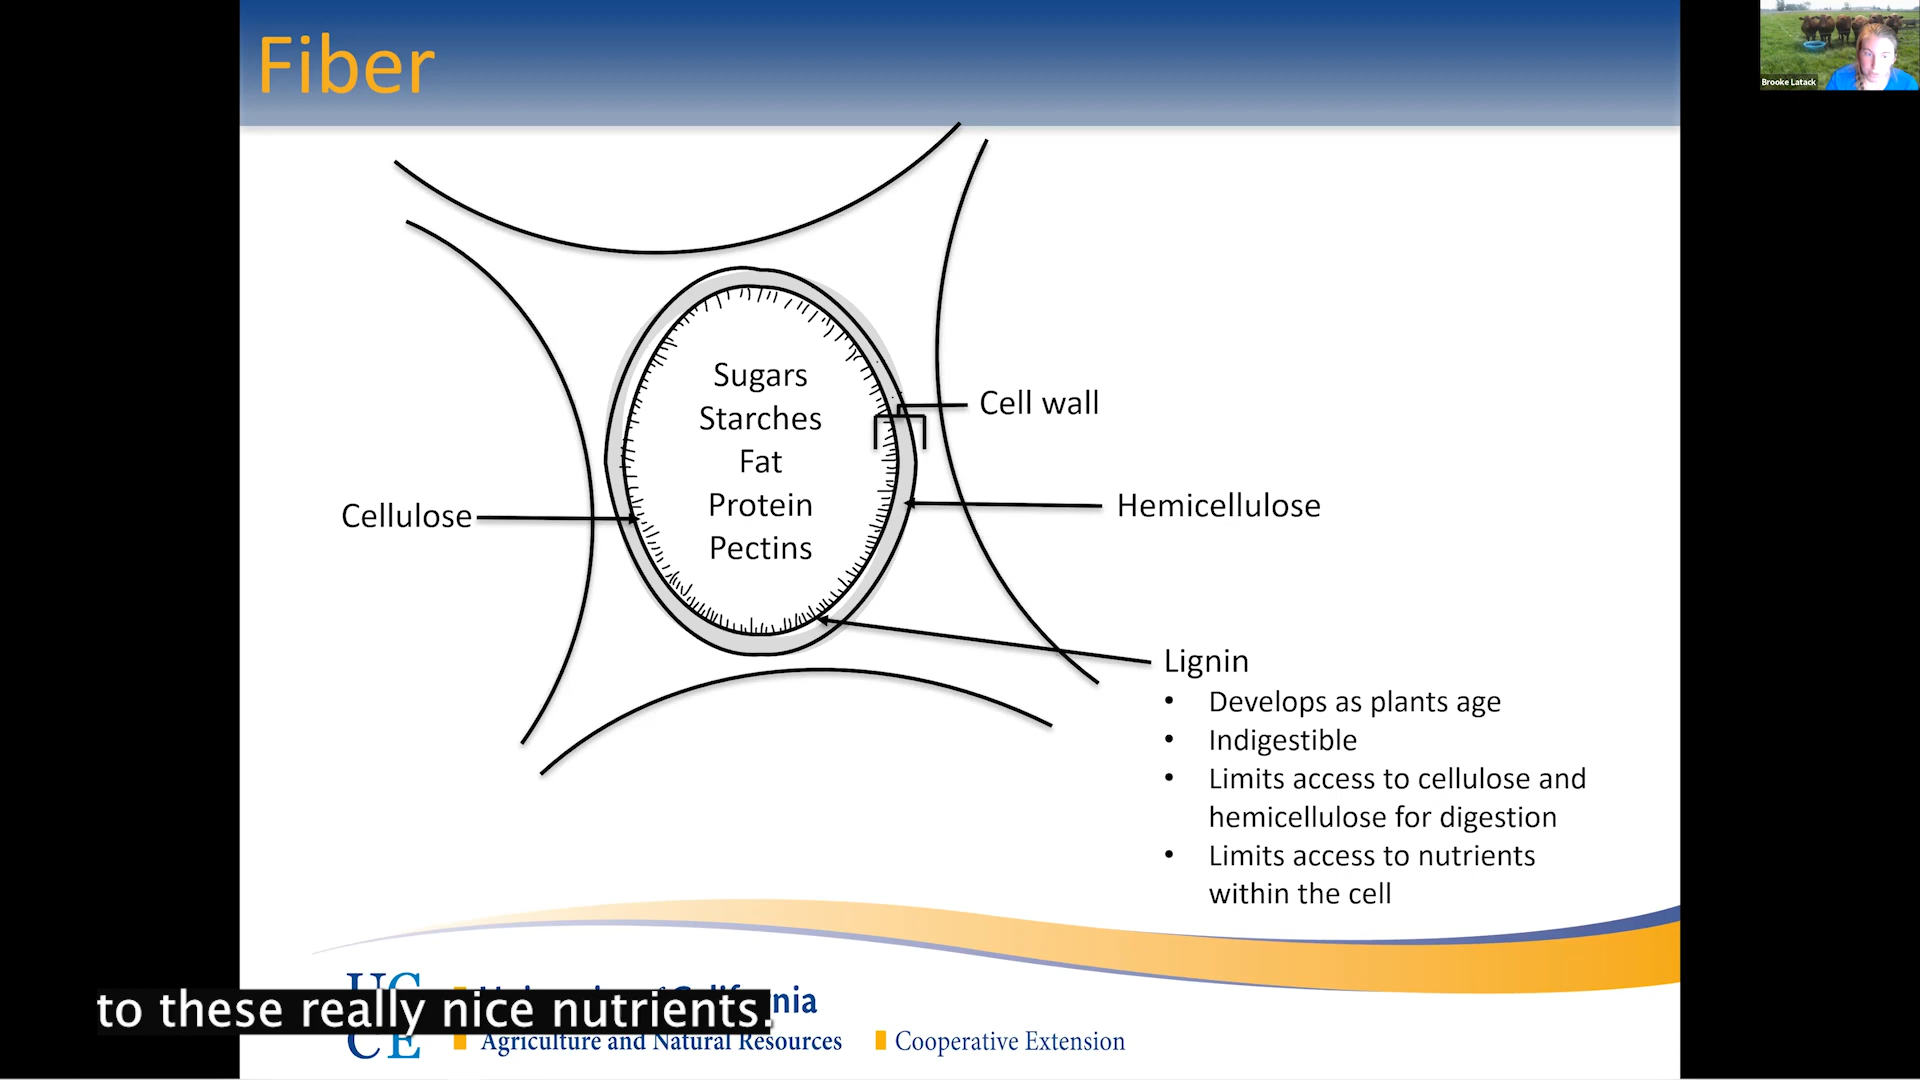 Fiber
Brooke Latack
Sugars
Starches
Fat
Protein
Pectins
Cell wall
Cellulose
Hemicellulose
Lignin
• Develops as plants age
• Indigestible
• Limits access to cellulose and
hemicellulose for digestion
• Limits access to nutrients
within the cell
to these really nice nutrients.
UC
CE
Agriculture and Natural Resources
Cooperative Extension